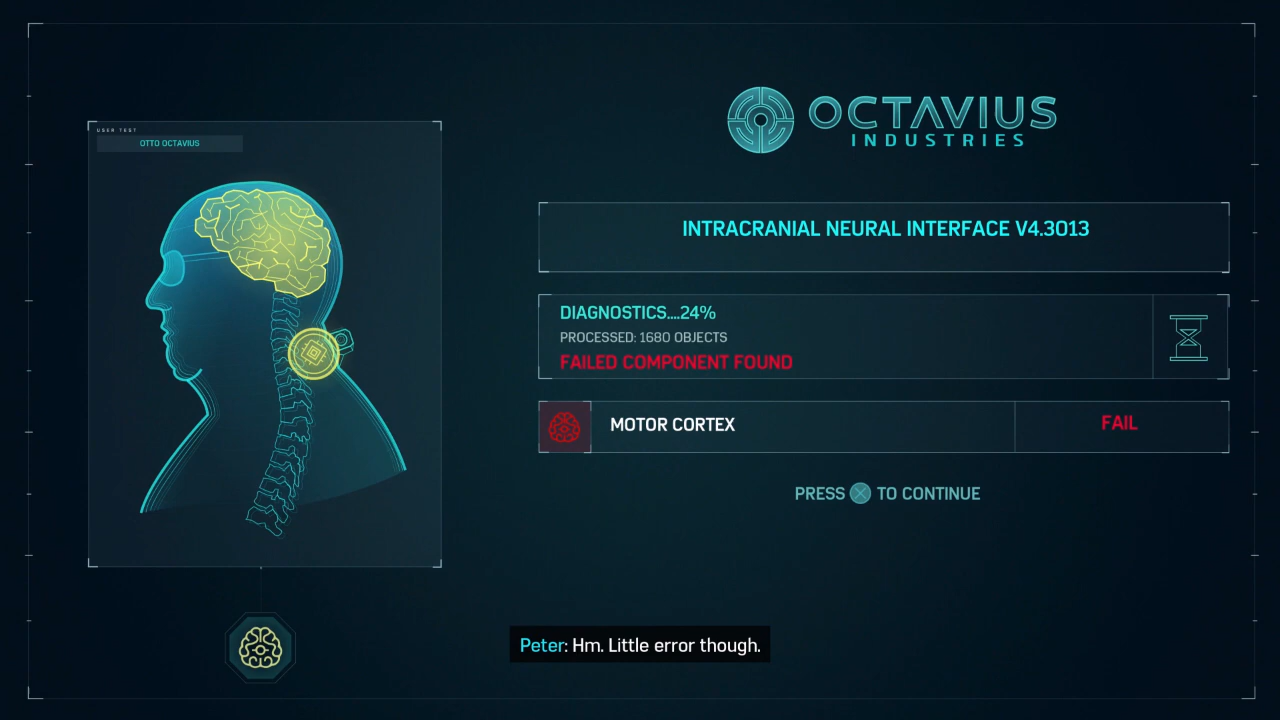 USER TEST
OTTO OCTAVIUS
OCTAVIUS
INDUSTRIES
INTRACRANIAL NEURAL INTERFACE V4.3013
DIAGNOSTICS....24%
PROCESSED: 1680 OBJECTS
FAILED COMPONENT FOUND
MOTOR CORTEX
FAIL
PRESS TO CONTINUE
Peter: Hm. Little error though.